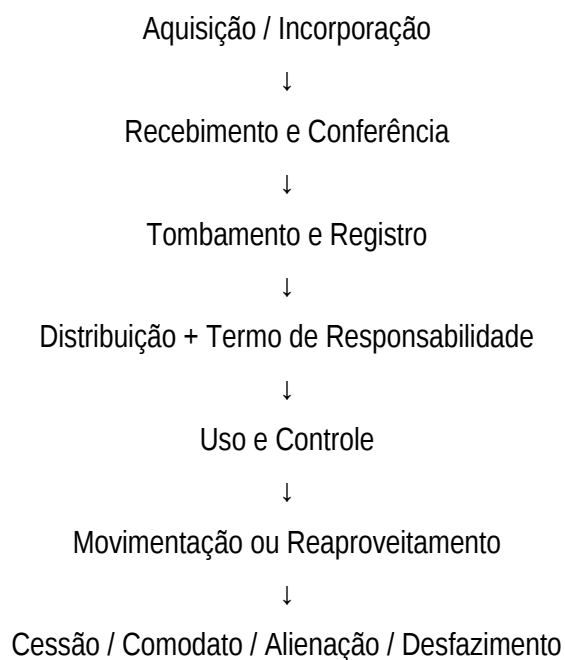 Aquisição / Incorporação
↓
Recebimento e Conferência
↓
Tombamento e Registro
↓
Distribuição + Termo de Responsabilidade
↓
Uso e Controle
↓
Movimentação ou Reaproveitamento
↓
Cessão / Comodato / Alienação / Desfazimento